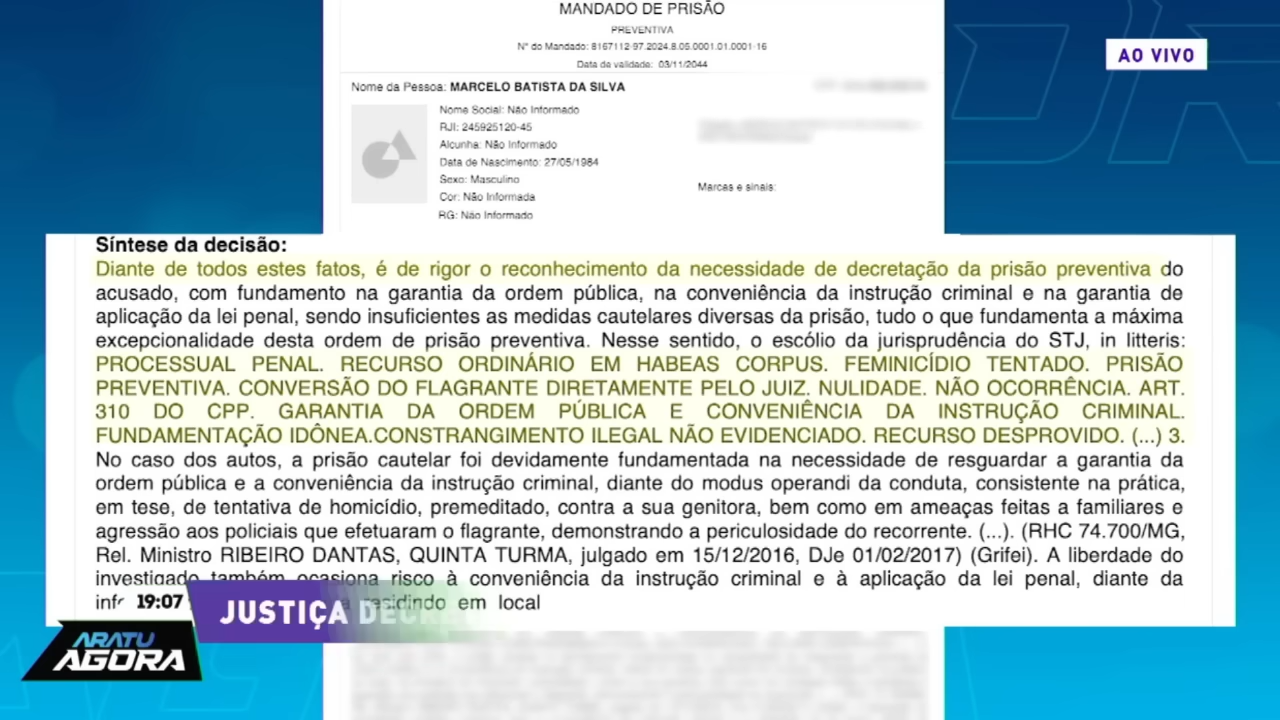 MANDADO DE PRISÃO
PREVENTIVA
N° do Mandado: 8167112-97.2024.8.05.0001.01.0001-16
Data de validade: 03/11/2044
AO VIVO
Nome da Pessoa: MARCELO BATISTA DA SILVA
Nome Social: Não Informado
RJI: 245925120-45
Alcunha: Não Informado
Data de Nascimento: 27/05/1984
Sexo: Masculino
Cor: Não Informada
RG: Não Informado
Marcas e sinais:
Síntese da decisão:
Diante de todos estes fatos, é de rigor o reconhecimento da necessidade de decretação da prisão preventiva do
acusado, com fundamento na garantia da ordem pública, na conveniência da instrução criminal e na garantia de
aplicação da lei penal, sendo insuficientes as medidas cautelares diversas da prisão, tudo o que fundamenta a máxima
excepcionalidade desta ordem de prisão preventiva. Nesse sentido, o escólio da jurisprudência do STJ, in litteris:
PROCESSUAL PENAL. RECURSO ORDINÁRIO EM HABEAS CORPUS. FEMINICÍDIO TENTADO. PRISÃO
PREVENTIVA. CONVERSÃO DO FLAGRANTE DIRETAMENTE PELO JUIZ. NULIDADE. NÃO OCORRÊNCIA. ART.
310 DO CPP. GARANTIA DA ORDEM PÚBLICA E CONVENIÊNCIA DA INSTRUÇÃO CRIMINAL.
FUNDAMENTAÇÃO IDÔNEA.CONSTRANGIMENTO ILEGAL NÃO EVIDENCIADO. RECURSO DESPROVIDO. (...) 3.
No caso dos autos, a prisão cautelar foi devidamente fundamentada na necessidade de resguardar a garantia da
ordem pública e a conveniência da instrução criminal, diante do modus operandi da conduta, consistente na prática,
em tese, de tentativa de homicídio, premeditado, contra a sua genitora, bem como em ameaças feitas a familiares e
agressão aos policiais que efetuaram o flagrante, demonstrando a periculosidade do recorrente. (...). (RHC 74.700/MG,
Rel. Ministro RIBEIRO DANTAS, QUINTA TURMA, julgado em 15/12/2016, DJe 01/02/2017) (Grifei). A liberdade do
investigado também ocasiona risco à conveniência da instrução criminal e à aplicação da lei penal, diante da
residindo em local
19:07
JUSTIÇA
ARATU
AGORA